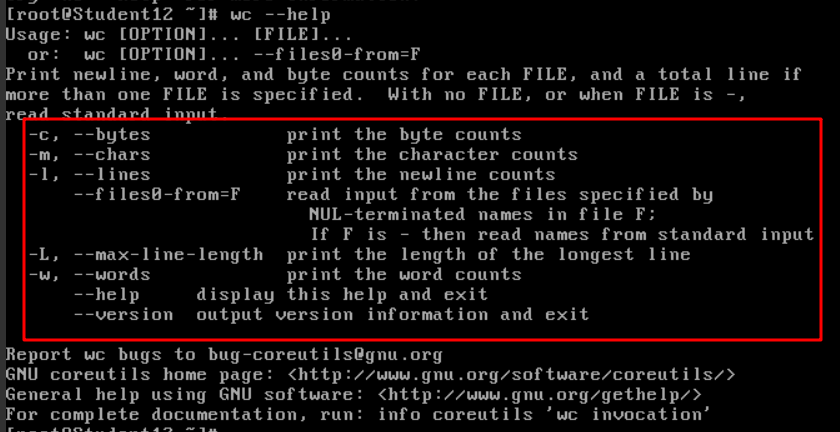 [root@Student12 ~]# wc --help
Usage: wc [OPTION]... [FILE]...
  or:  wc [OPTION]... --files0-from=F
Print newline, word, and byte counts for each FILE, and a total line if
more than one FILE is specified.  With no FILE, or when FILE is -,
read standard input.
  -c, --bytes            print the byte counts
  -m, --chars            print the character counts
  -l, --lines            print the newline counts
      --files0-from=F    read input from the files specified by
                           NUL-terminated names in file F;
                           If F is - then read names from standard input
  -L, --max-line-length  print the length of the longest line
  -w, --words            print the word counts
      --help     display this help and exit
      --version  output version information and exit
Report wc bugs to bug-coreutils@gnu.org
GNU coreutils home page: <http://www.gnu.org/software/coreutils/>
General help using GNU software: <http://www.gnu.org/gethelp/>
For complete documentation, run: info coreutils 'wc invocation'
[root@Student12 ~]#